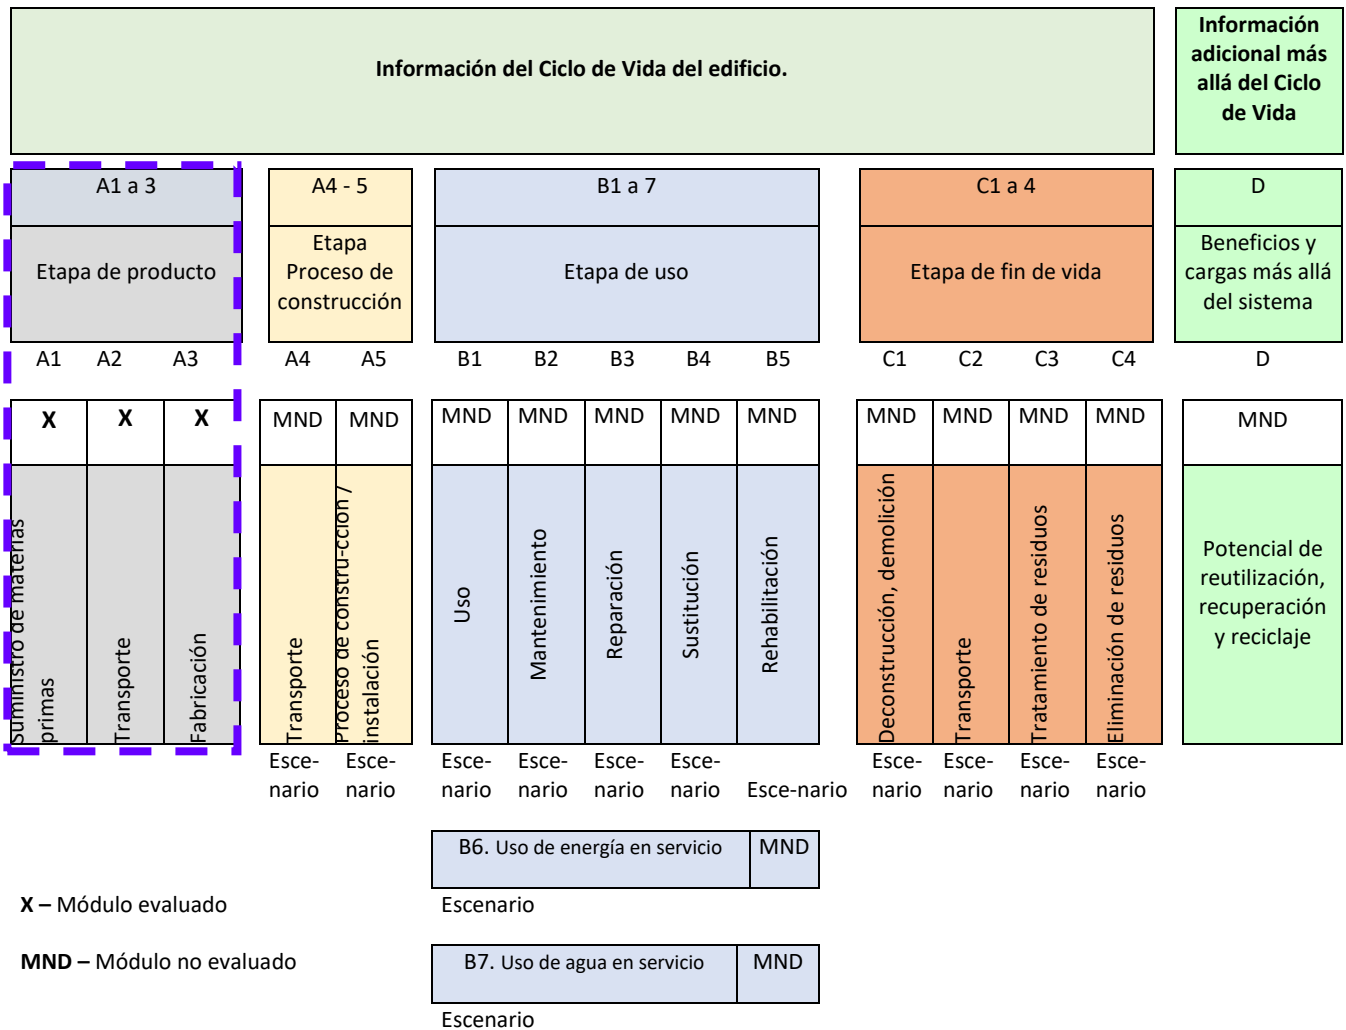 Información del Ciclo de Vida del edificio.
Información
adicional más
allá del Ciclo
de Vida
A1 a 3
A4 - 5
B1 a 7
C1 a 4
D
Etapa de producto
Etapa
Proceso de
construcción
Etapa de uso
Etapa de fin de vida
Beneficios y
cargas más allá
del sistema
A1 A2 A3 A4 A5 B1 B2 B3 B4 B5 C1 C2 C3 C4 D
X X X MND MND MND MND MND MND MND MND MND MND MND MND
Suministro de materias
primas
Transporte
Fabricación
Transporte
Proceso de constru-cción /
instalación
Uso
Mantenimiento
Reparación
Sustitución
Rehabilitación
Deconstrucción, demolición
Transporte
Tratamiento de residuos
Eliminación de residuos
Potencial de
reutilización,
recuperación
y reciclaje
Esce-
nario
Esce-
nario
Esce-
nario
Esce-
nario
Esce-
nario
Esce-
nario
Esce-nario
Esce-
nario
Esce-
nario
Esce-
nario
Esce-
nario
B6. Uso de energía en servicio MND
Escenario
X – Módulo evaluado
MND – Módulo no evaluado
B7. Uso de agua en servicio MND
Escenario